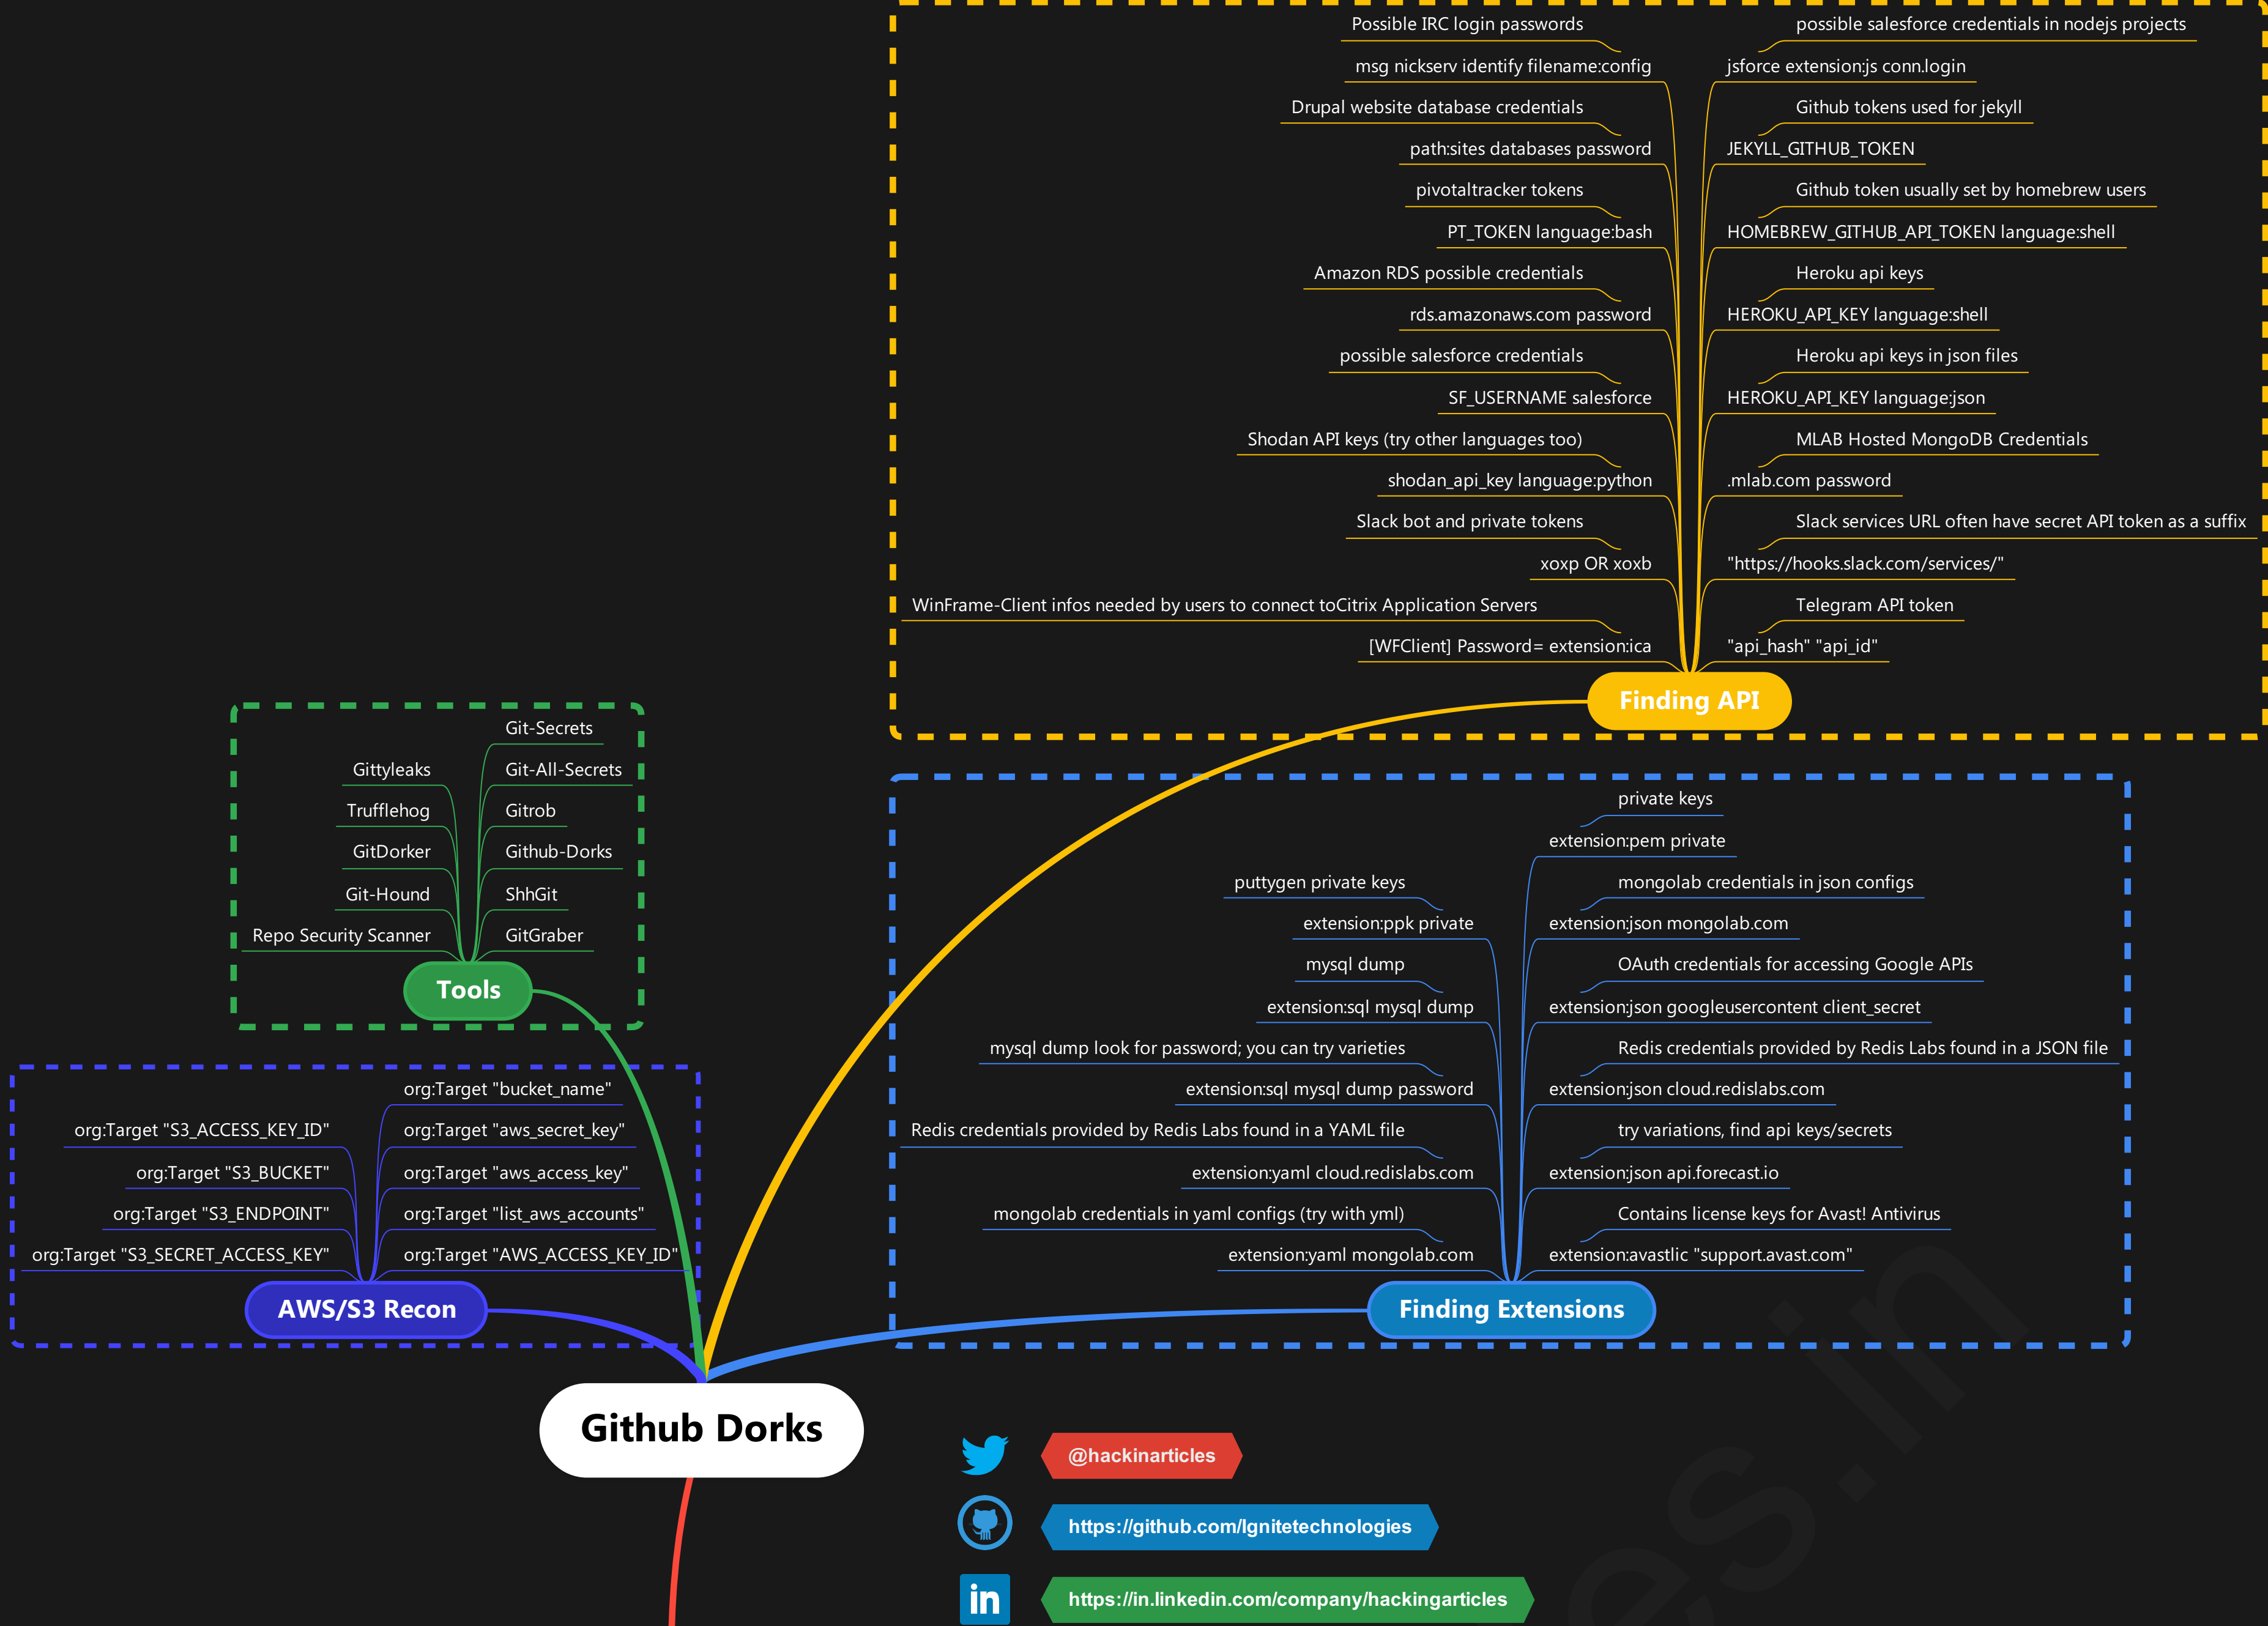 Possible IRC login passwords
msg nickserv identify filename:config
Drupal website database credentials
path:sites databases password
pivotaltracker tokens
PT_TOKEN language:bash
Amazon RDS possible credentials
rds.amazonaws.com password
possible salesforce credentials
SF_USERNAME salesforce
Shodan API keys (try other languages too)
shodan_api_key language:python
Slack bot and private tokens
xoxp OR xoxb
WinFrame-Client infos needed by users to connect toCitrix Application Servers
[WFClient] Password= extension:ica
possible salesforce credentials in nodejs projects
jsforce extension:js conn.login
Github tokens used for jekyll
JEKYLL_GITHUB_TOKEN
Github token usually set by homebrew users
HOMEBREW_GITHUB_API_TOKEN language:shell
Heroku api keys
HEROKU_API_KEY language:shell
Heroku api keys in json files
HEROKU_API_KEY language:json
MLAB Hosted MongoDB Credentials
.mlab.com password
Slack services URL often have secret API token as a suffix
"https://hooks.slack.com/services/"
Telegram API token
"api_hash" "api_id"
Finding API
Gittyleaks
Trufflehog
GitDorker
Git-Hound
Repo Security Scanner
Git-Secrets
Git-All-Secrets
Gitrob
Github-Dorks
ShhGit
GitGraber
Tools
puttygen private keys
extension:ppk private
mysql dump
extension:sql mysql dump
mysql dump look for password; you can try varieties
extension:sql mysql dump password
Redis credentials provided by Redis Labs found in a YAML file
extension:yaml cloud.redislabs.com
mongolab credentials in yaml configs (try with yml)
extension:yaml mongolab.com
private keys
extension:pem private
mongolab credentials in json configs
extension:json mongolab.com
OAuth credentials for accessing Google APIs
extension:json googleusercontent client_secret
Redis credentials provided by Redis Labs found in a JSON file
extension:json cloud.redislabs.com
try variations, find api keys/secrets
extension:json api.forecast.io
Contains license keys for Avast! Antivirus
extension:avastlic "support.avast.com"
Finding Extensions
org:Target "S3_ACCESS_KEY_ID"
org:Target "S3_BUCKET"
org:Target "S3_ENDPOINT"
org:Target "S3_SECRET_ACCESS_KEY"
org:Target "bucket_name"
org:Target "aws_secret_key"
org:Target "aws_access_key"
org:Target "list_aws_accounts"
org:Target "AWS_ACCESS_KEY_ID"
AWS/S3 Recon
Github Dorks
@hackinarticles
https://github.com/Ignitetechnologies
in
https://in.linkedin.com/company/hackingarticles
es.in